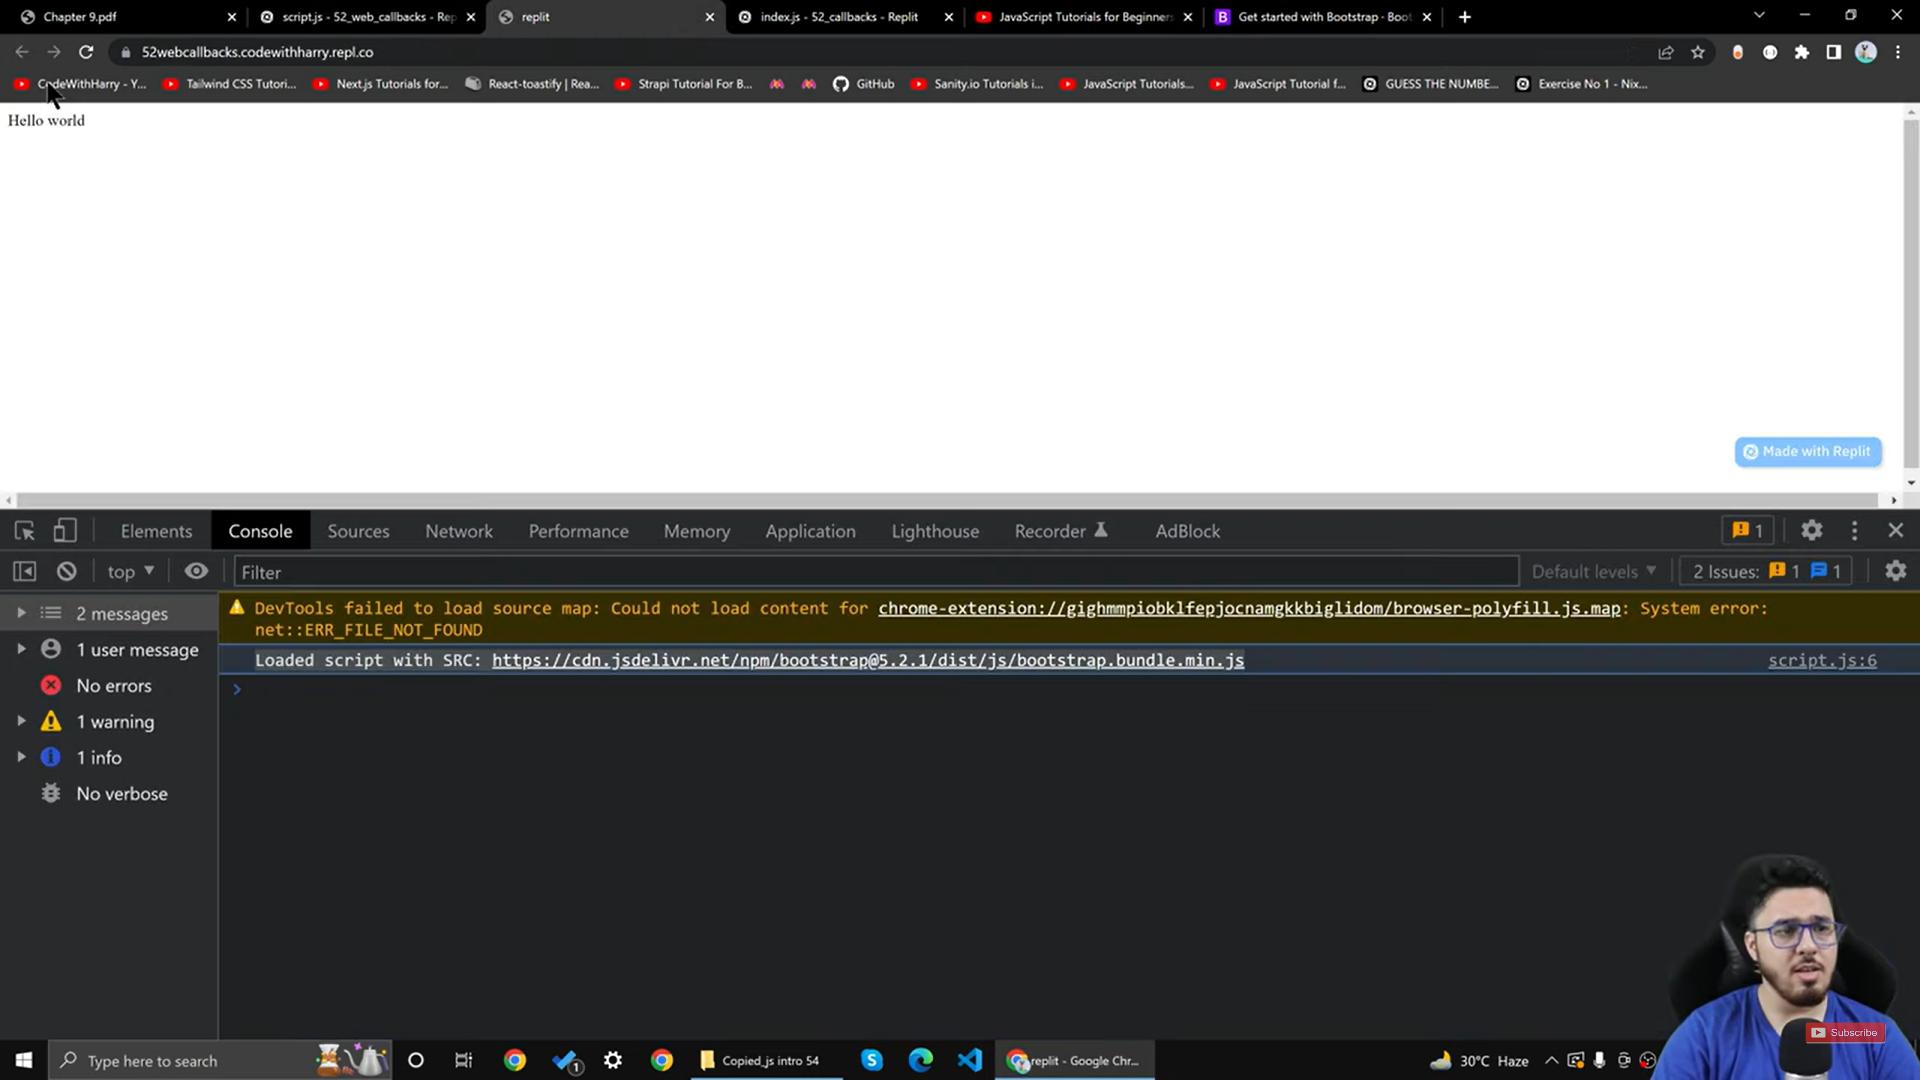 Chapter 9.pdf
script.js - 52_web_callbacks - Rep
replit
index.js - 52_callbacks - Replit
JavaScript Tutorials for Beginners
Get started with Bootstrap · Boot
52webcallbacks.codewithharry.repl.co
CodeWithHarry - Y...
Tailwind CSS Tutori...
Next.js Tutorials for...
React-toastify | Rea...
Strapi Tutorial For B...
GitHub
Sanity.io Tutorials i...
JavaScript Tutorials...
JavaScript Tutorial f...
GUESS THE NUMBE...
Exercise No 1 - Nix...
Hello world
Made with Replit
Elements
Console
Sources
Network
Performance
Memory
Application
Lighthouse
Recorder
AdBlock
1
top
Filter
Default levels
2 Issues: 1 1
2 messages
1 user message
No errors
1 warning
1 info
No verbose
DevTools failed to load source map: Could not load content for chrome-extension://gighmmpiobklfepjocnamgkkbiglidom/browser-polyfill.js.map: System error:
net::ERR_FILE_NOT_FOUND
Loaded script with SRC: https://cdn.jsdelivr.net/npm/bootstrap@5.2.1/dist/js/bootstrap.bundle.min.js
script.js:6
Subscribe
Type here to search
1
Copied_js intro 54
replit - Google Chr...
30°C Haze